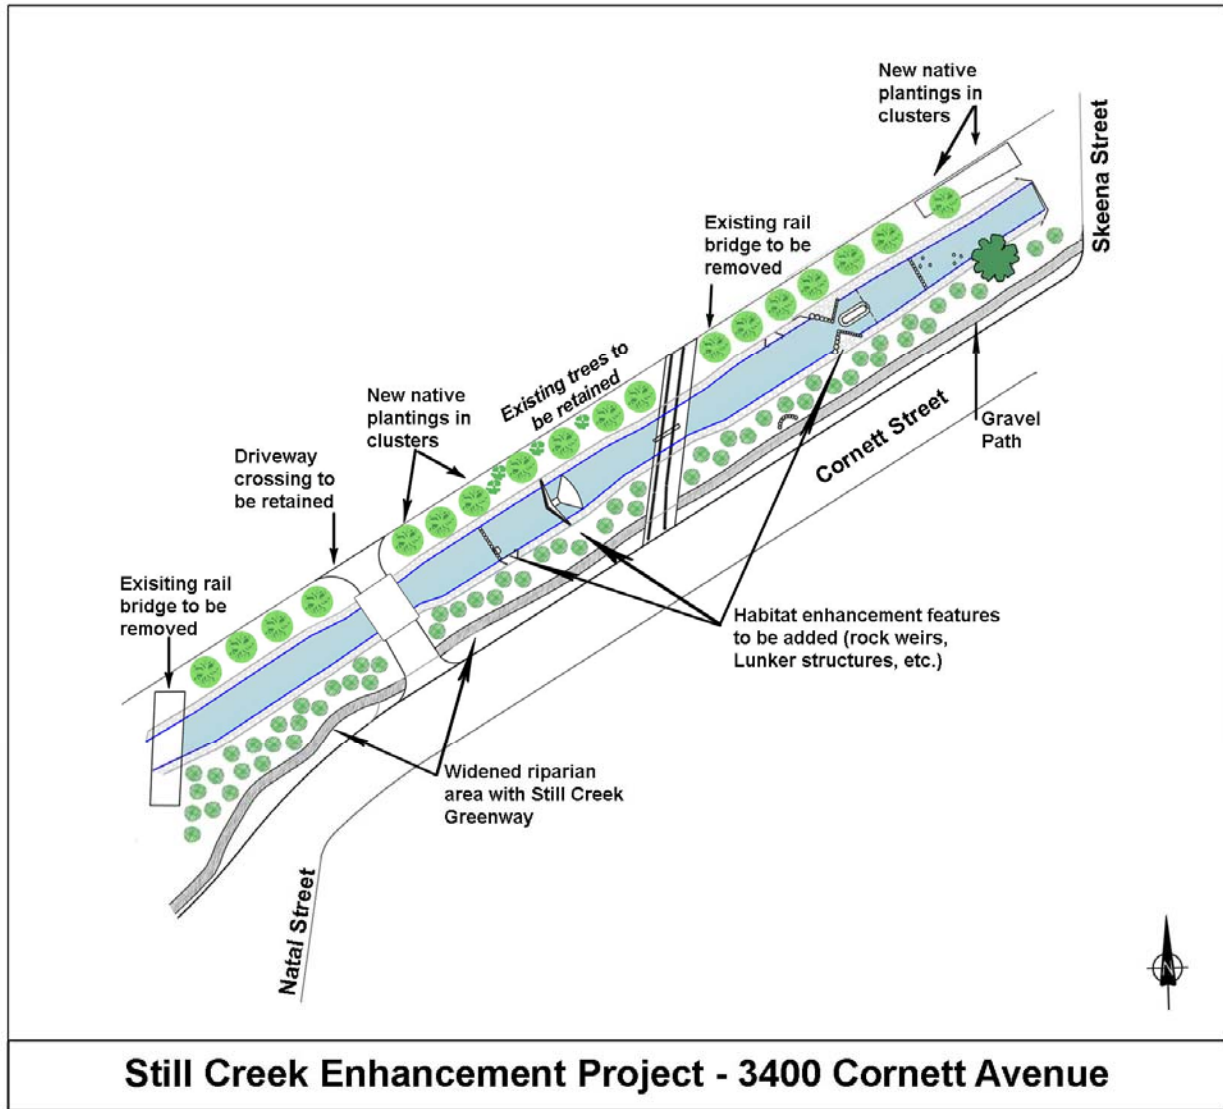 New native
plantings in
clusters
Skeena Street
Existing rail
bridge to be
removed
Existing trees to
be retained
New native
plantings in
clusters
Driveway
crossing to
be retained
Cornett Street
Gravel
Path
Exisiting rail
bridge to be
removed
Habitat enhancement features
to be added (rock weirs,
Lunker structures, etc.)
Widened riparian
area with Still Creek
Greenway
Natal Street
N
Still Creek Enhancement Project - 3400 Cornett Avenue